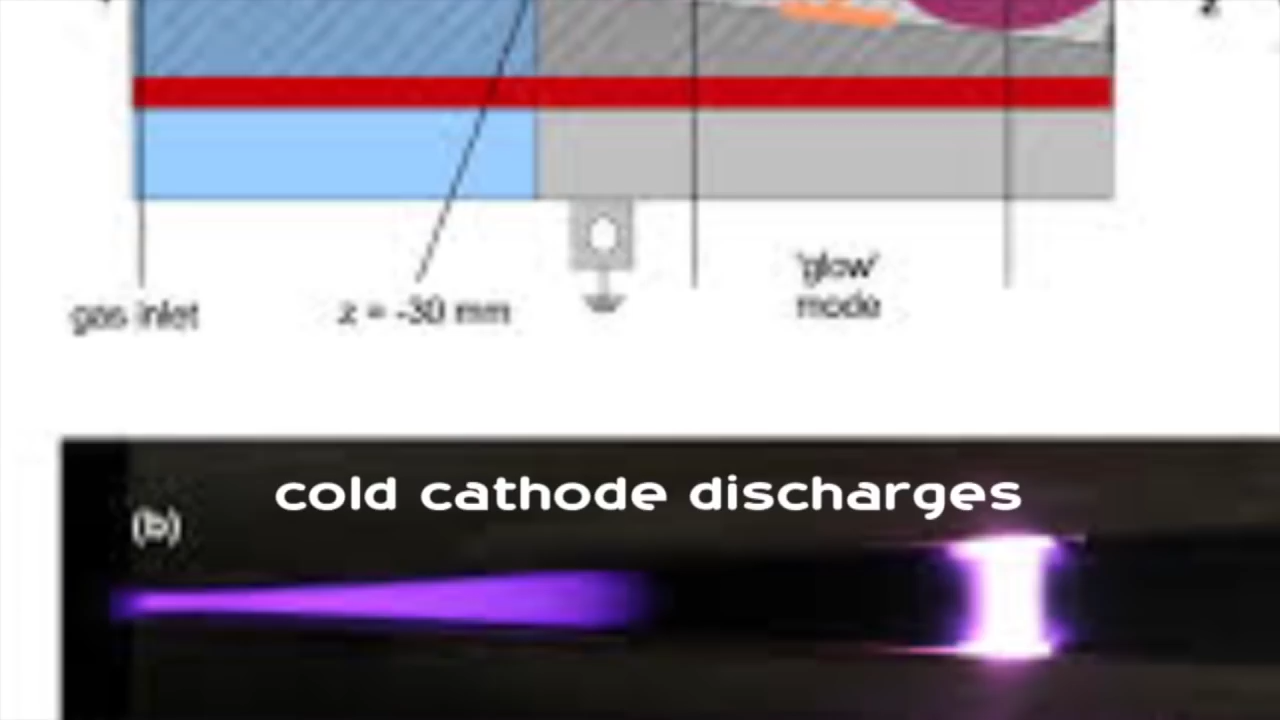 gas inlet
z = -30 mm
'glow'
mode
cold cathode discharges
(b)